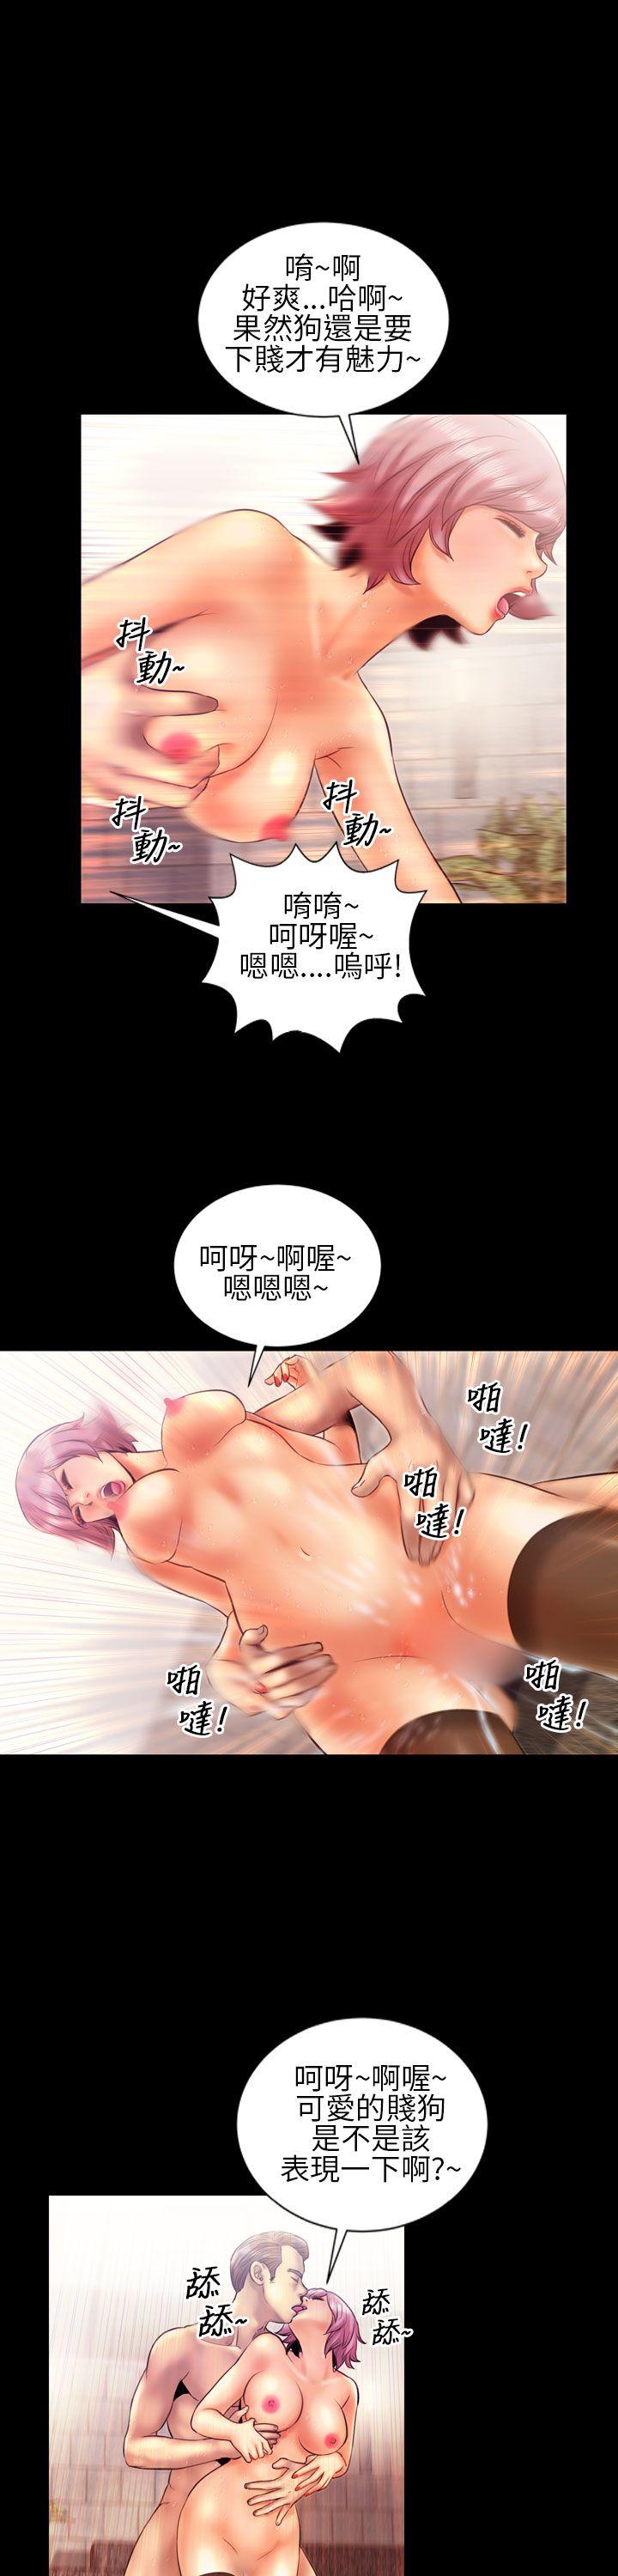 唷~啊
好爽...哈啊~
果然狗還是要
下賤才有魅力~
抖
動~
抖
動~
抖
動~
唷唷~
呵呀喔~
嗯嗯....嗚呼!
呵呀~啊喔~
嗯嗯嗯~
啪
噠!
啪
噠!
啪
噠!
啪
噠!
呵呀~啊喔~
可愛的賤狗
是不是該
表現一下啊?~
舔
舔~
舔
舔~